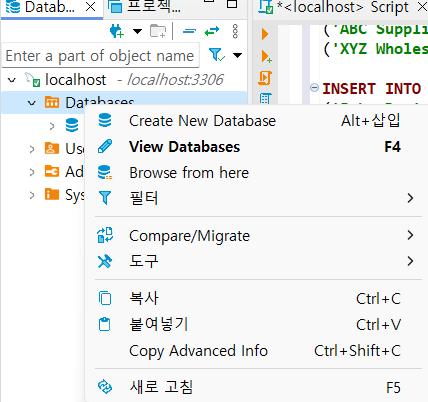 Datab...
프로젝...
*<localhost> Script
Enter a part of object name
localhost - localhost:3306
Databases
Use
Ad
Sys
('ABC Suppli
('XYZ Wholes
INSERT INTO
Create New Database Alt+삽입
View Databases F4
Browse from here
필터
Compare/Migrate
도구
복사 Ctrl+C
붙여넣기 Ctrl+V
Copy Advanced Info Ctrl+Shift+C
새로 고침 F5